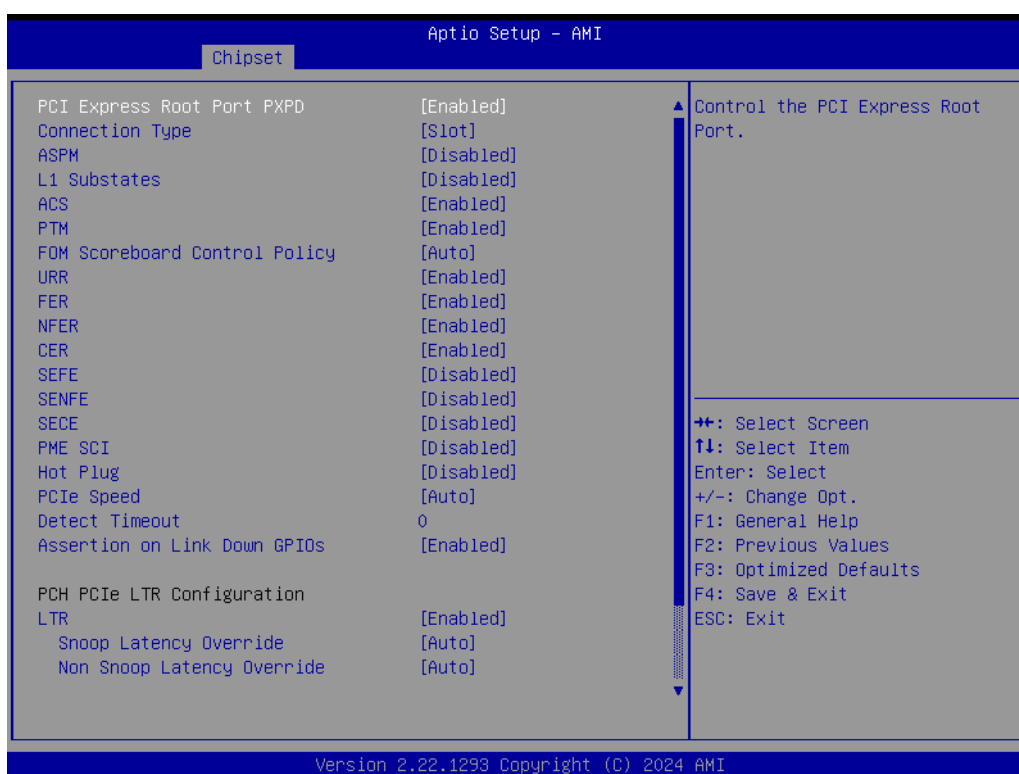 Aptio Setup – AMI
Chipset
PCI Express Root Port PXPD [Enabled]
Connection Type [Slot]
ASPM [Disabled]
L1 Substates [Disabled]
ACS [Enabled]
PTM [Enabled]
FOM Scoreboard Control Policy [Auto]
URR [Enabled]
FER [Enabled]
NFER [Enabled]
CER [Enabled]
SEFE [Disabled]
SENFE [Disabled]
SECE [Disabled]
PME SCI [Disabled]
Hot Plug [Disabled]
PCIe Speed [Auto]
Detect Timeout 0
Assertion on Link Down GPIOs [Enabled]
PCH PCIe LTR Configuration
LTR [Enabled]
Snoop Latency Override [Auto]
Non Snoop Latency Override [Auto]
Control the PCI Express Root
Port.
→←: Select Screen
↑↓: Select Item
Enter: Select
+/-: Change Opt.
F1: General Help
F2: Previous Values
F3: Optimized Defaults
F4: Save & Exit
ESC: Exit
Version 2.22.1293 Copyright (C) 2024 AMI